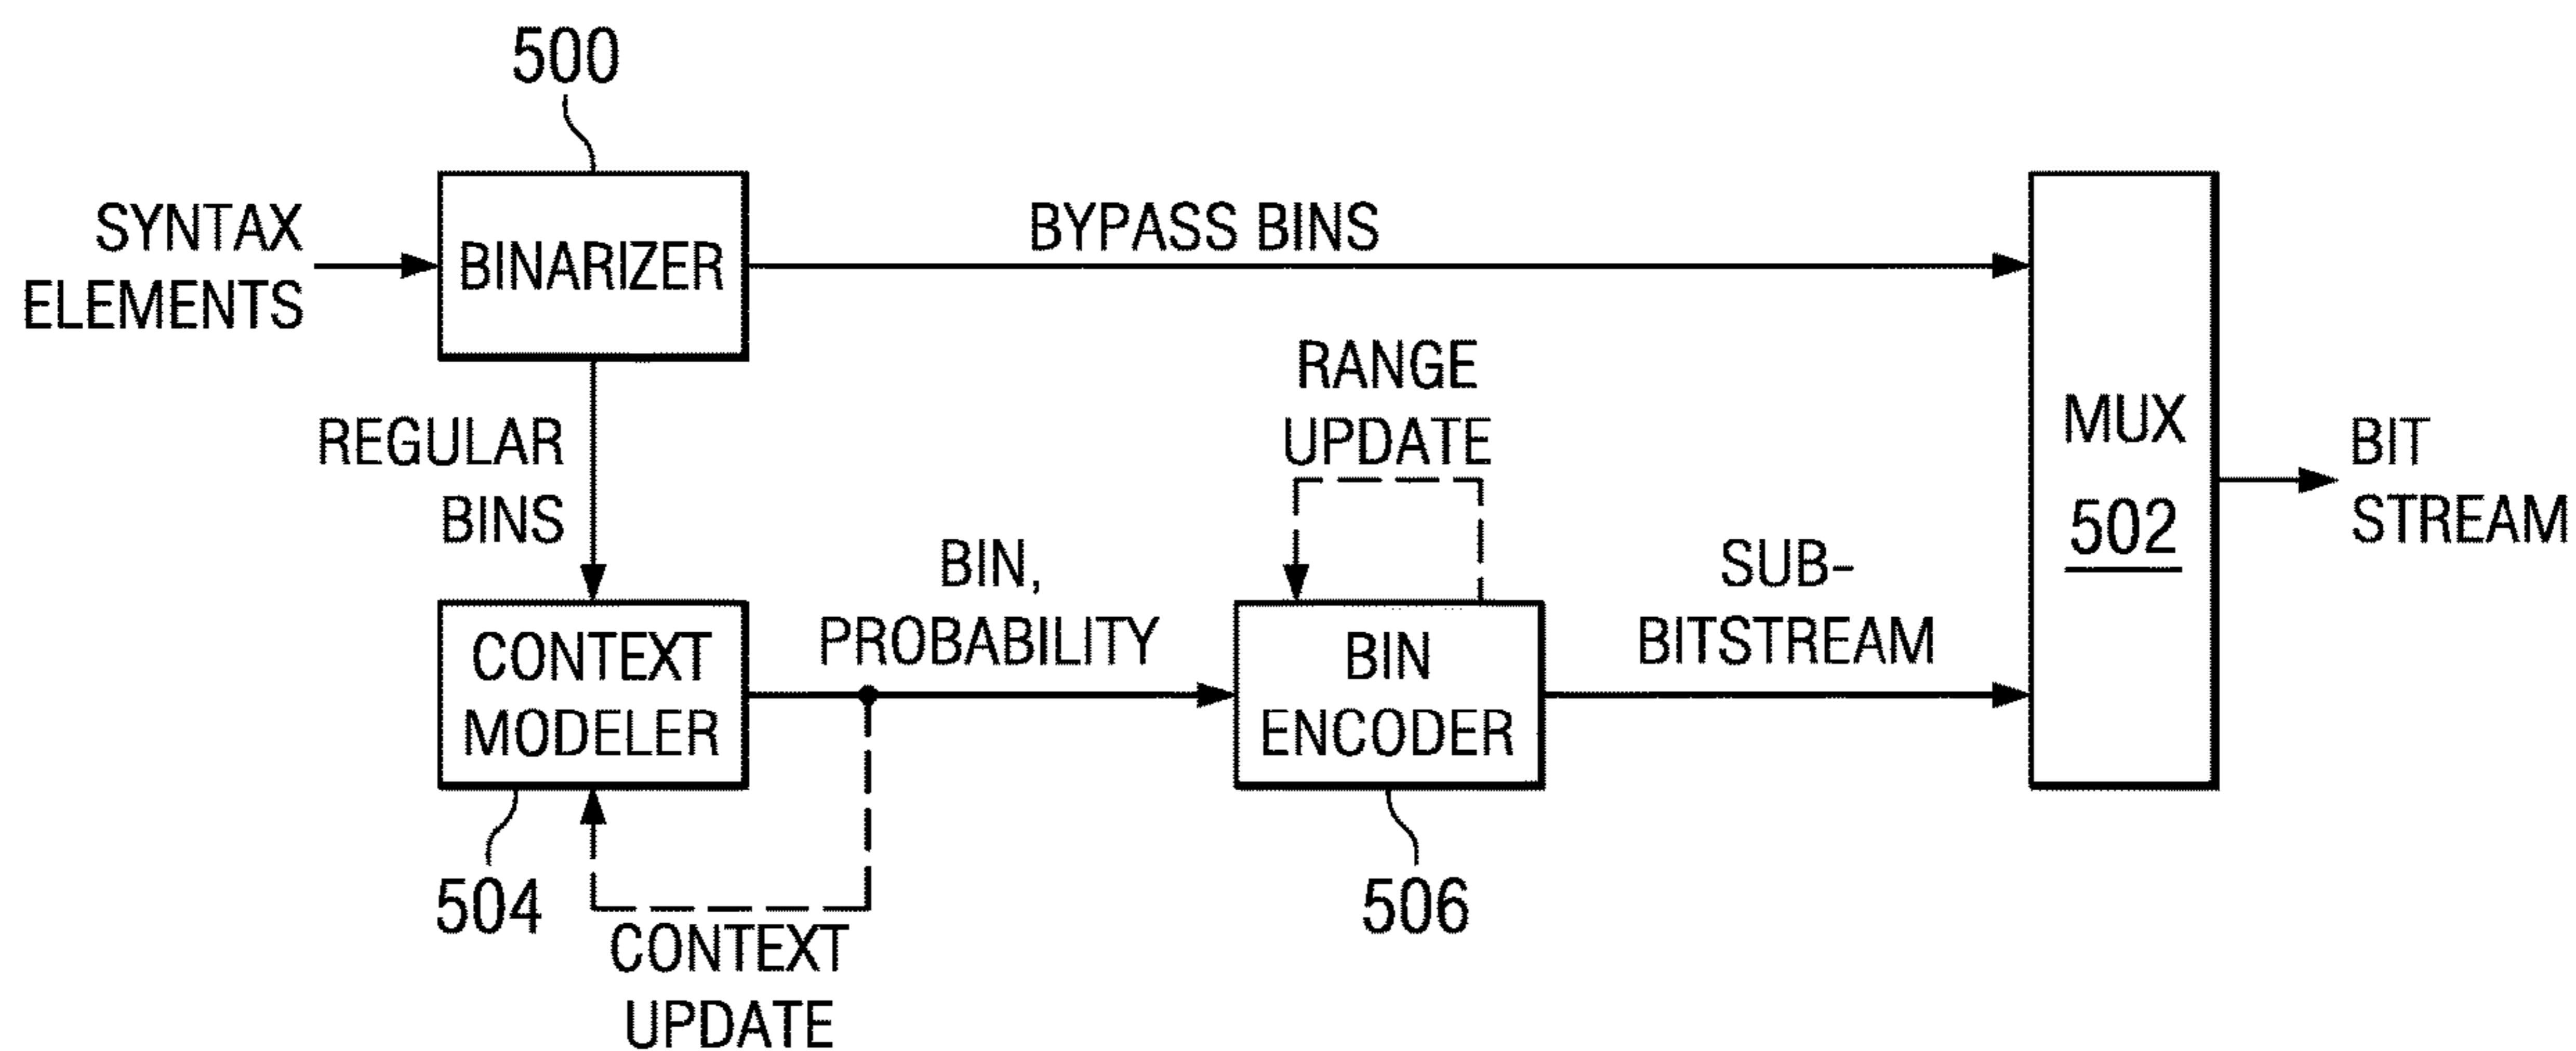 500
SYNTAX
ELEMENTS
BINARIZER
BYPASS BINS
REGULAR
BINS
RANGE
UPDATE
MUX
502
BIT
STREAM
CONTEXT
MODELER
BIN,
PROBABILITY
BIN
ENCODER
SUB-
BITSTREAM
504
506
CONTEXT
UPDATE